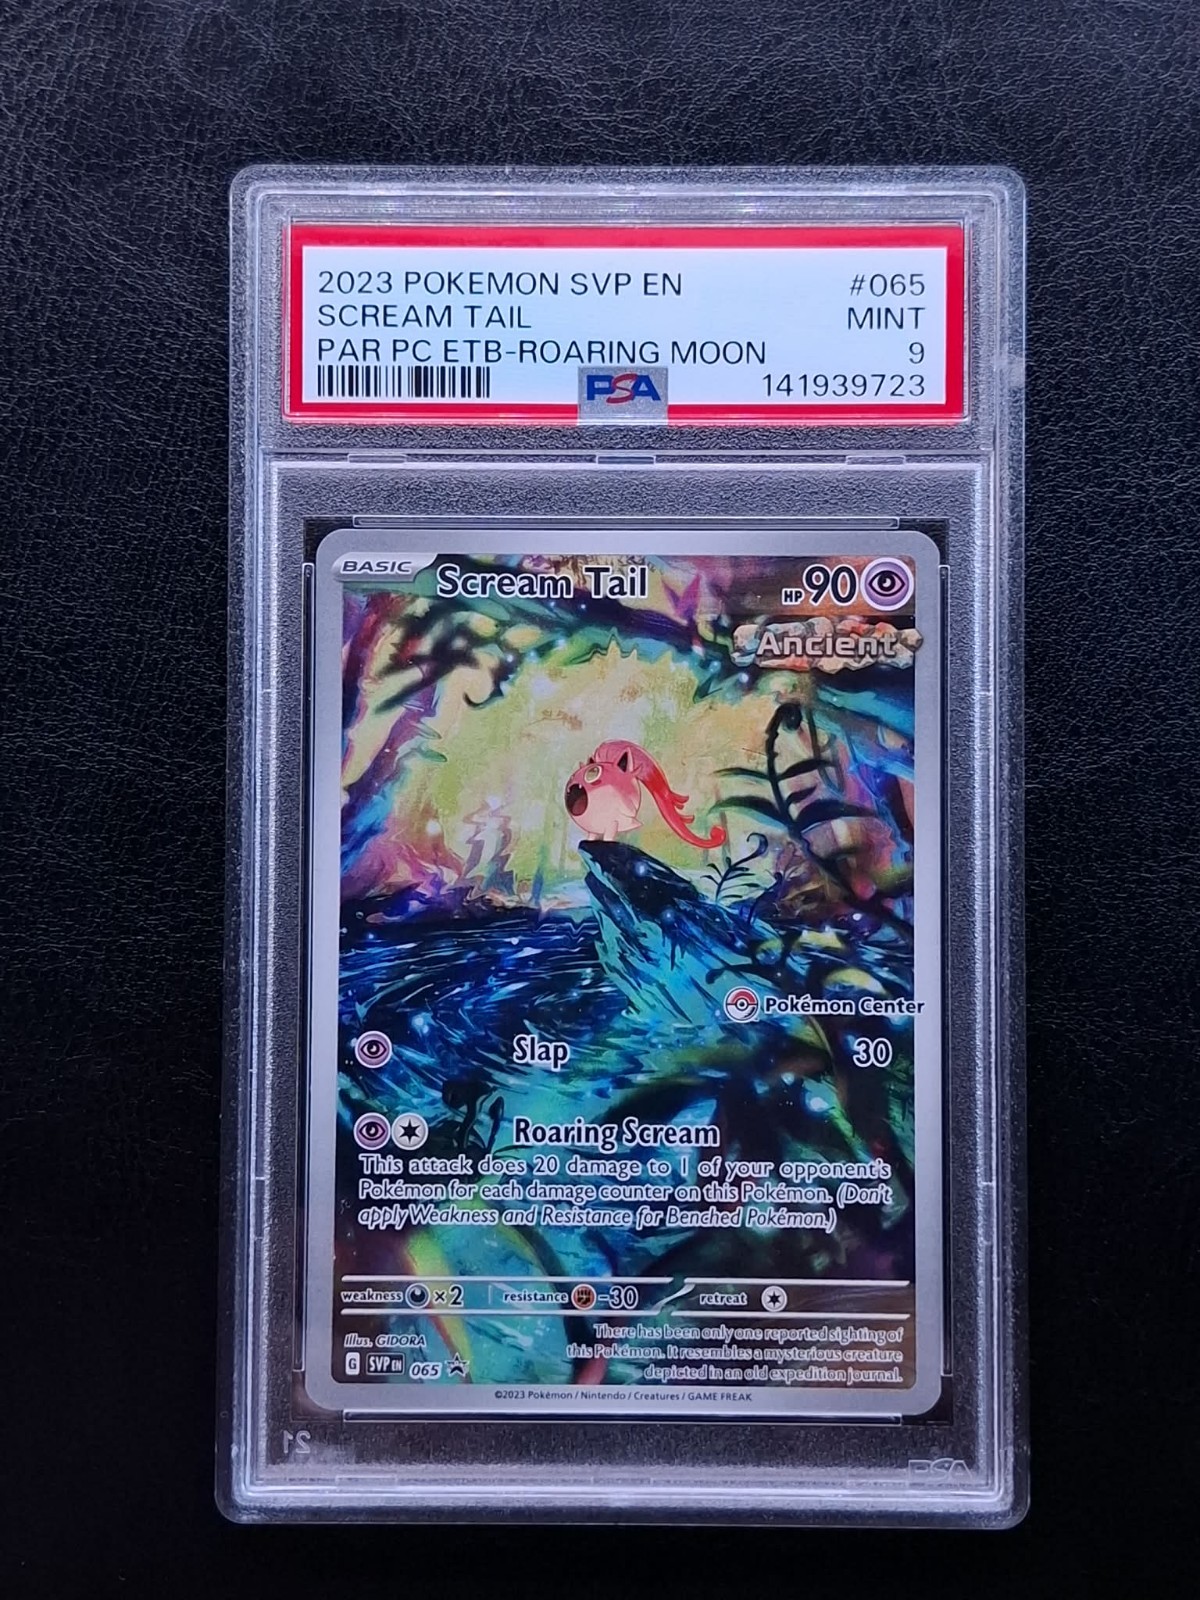 2023 POKEMON SVP EN #065
SCREAM TAIL MINT
PAR PC ETB-ROARING MOON 9
PSA 141939723
BASIC Scream Tail HP 90
Ancient
Pokémon Center
Slap 30
Roaring Scream
This attack does 20 damage to 1 of your opponent's
Pokémon for each damage counter on this Pokémon. (Don't
apply Weakness and Resistance for Benched Pokémon.)
weakness ×2 resistance -30 retreat
Illus. GIDORA
G SVP EN 065
There has been only one reported sighting of
this Pokémon. It resembles a mysterious creature
depicted in an old expedition journal.
©2023 Pokémon / Nintendo / Creatures / GAME FREAK
21 PSA